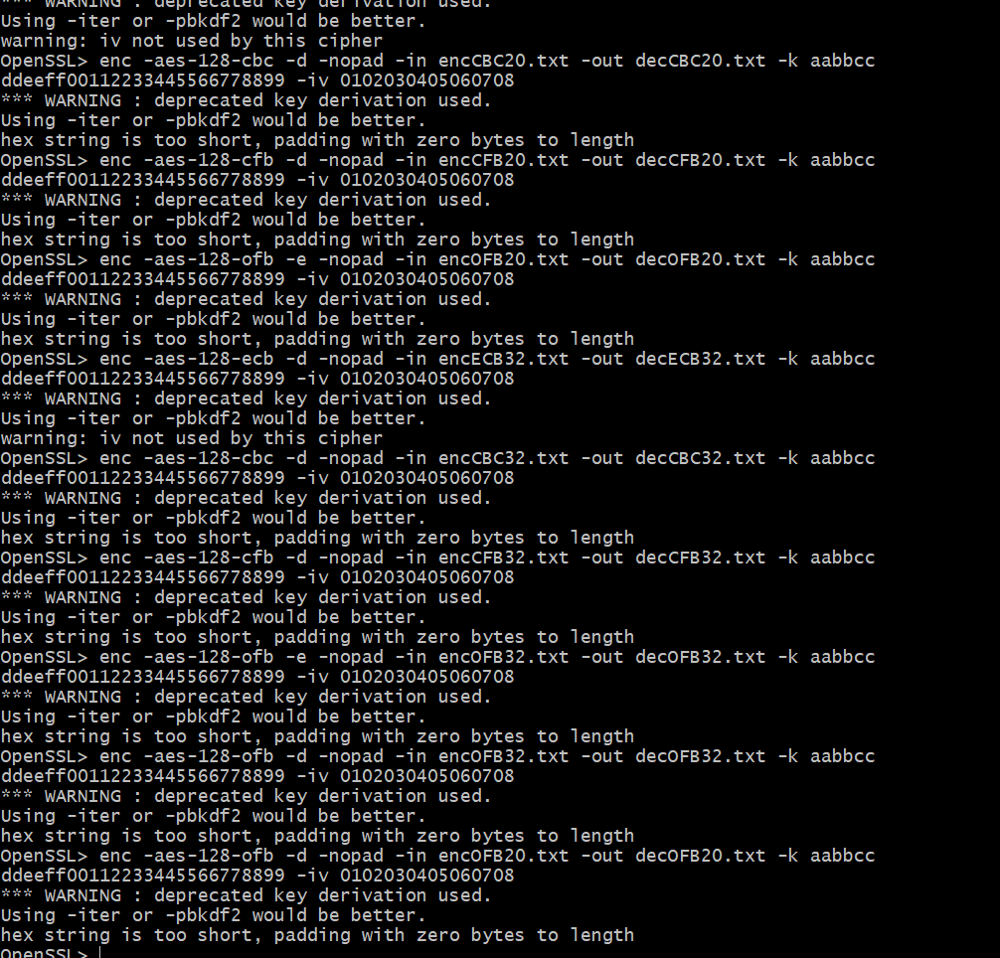 *** WARNING : deprecated key derivation used.
Using -iter or -pbkdf2 would be better.
warning: iv not used by this cipher
OpenSSL> enc -aes-128-cbc -d -nopad -in encCBC20.txt -out decCBC20.txt -k aabbcc
ddeeff00112233445566778899 -iv 0102030405060708
*** WARNING : deprecated key derivation used.
Using -iter or -pbkdf2 would be better.
hex string is too short, padding with zero bytes to length
OpenSSL> enc -aes-128-cfb -d -nopad -in encCFB20.txt -out decCFB20.txt -k aabbcc
ddeeff00112233445566778899 -iv 0102030405060708
*** WARNING : deprecated key derivation used.
Using -iter or -pbkdf2 would be better.
hex string is too short, padding with zero bytes to length
OpenSSL> enc -aes-128-ofb -e -nopad -in encOFB20.txt -out decOFB20.txt -k aabbcc
ddeeff00112233445566778899 -iv 0102030405060708
*** WARNING : deprecated key derivation used.
Using -iter or -pbkdf2 would be better.
hex string is too short, padding with zero bytes to length
OpenSSL> enc -aes-128-ecb -d -nopad -in encECB32.txt -out decECB32.txt -k aabbcc
ddeeff00112233445566778899 -iv 0102030405060708
*** WARNING : deprecated key derivation used.
Using -iter or -pbkdf2 would be better.
warning: iv not used by this cipher
OpenSSL> enc -aes-128-cbc -d -nopad -in encCBC32.txt -out decCBC32.txt -k aabbcc
ddeeff00112233445566778899 -iv 0102030405060708
*** WARNING : deprecated key derivation used.
Using -iter or -pbkdf2 would be better.
hex string is too short, padding with zero bytes to length
OpenSSL> enc -aes-128-cfb -d -nopad -in encCFB32.txt -out decCFB32.txt -k aabbcc
ddeeff00112233445566778899 -iv 0102030405060708
*** WARNING : deprecated key derivation used.
Using -iter or -pbkdf2 would be better.
hex string is too short, padding with zero bytes to length
OpenSSL> enc -aes-128-ofb -e -nopad -in encOFB32.txt -out decOFB32.txt -k aabbcc
ddeeff00112233445566778899 -iv 0102030405060708
*** WARNING : deprecated key derivation used.
Using -iter or -pbkdf2 would be better.
hex string is too short, padding with zero bytes to length
OpenSSL> enc -aes-128-ofb -d -nopad -in encOFB32.txt -out decOFB32.txt -k aabbcc
ddeeff00112233445566778899 -iv 0102030405060708
*** WARNING : deprecated key derivation used.
Using -iter or -pbkdf2 would be better.
hex string is too short, padding with zero bytes to length
OpenSSL> enc -aes-128-ofb -d -nopad -in encOFB20.txt -out decOFB20.txt -k aabbcc
ddeeff00112233445566778899 -iv 0102030405060708
*** WARNING : deprecated key derivation used.
Using -iter or -pbkdf2 would be better.
hex string is too short, padding with zero bytes to length
OpenSSL>